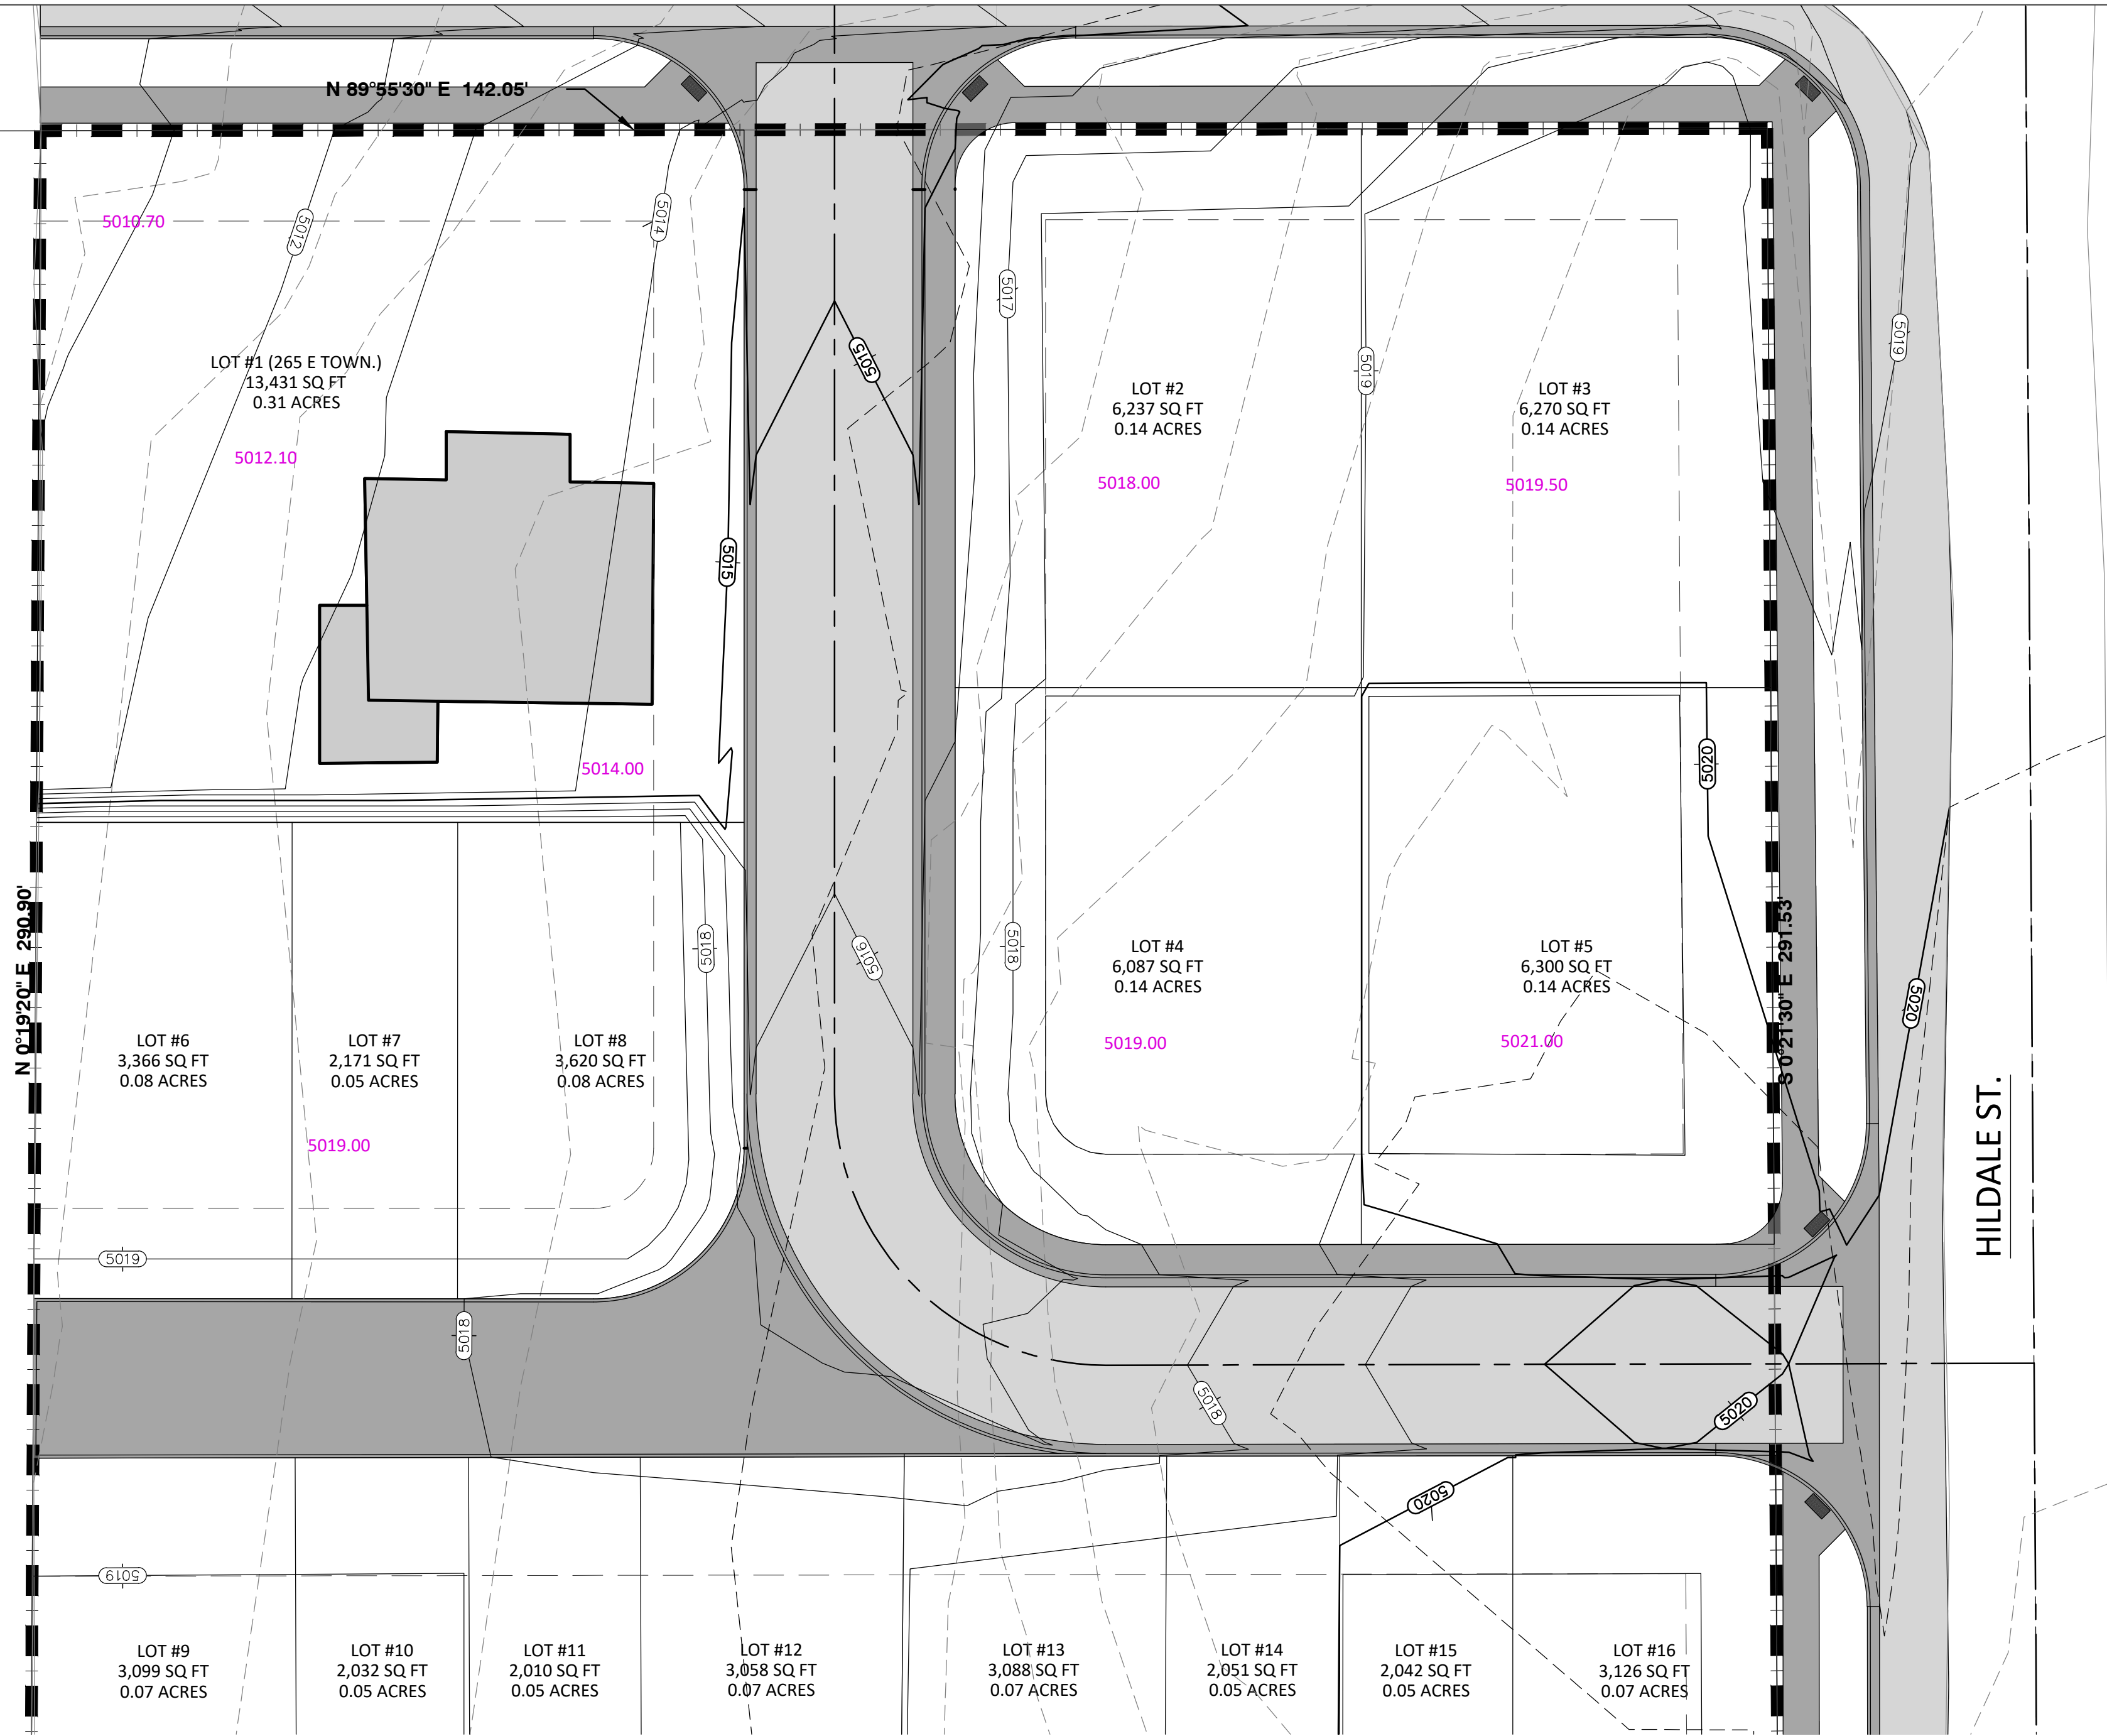 N 89°55'30" E 142.05'
5010.70
5012
5014
5017
5015
5019
5019
LOT #1 (265 E TOWN.)
13,431 SQ FT
0.31 ACRES
5012.10
LOT #2
6,237 SQ FT
0.14 ACRES
5018.00
LOT #3
6,270 SQ FT
0.14 ACRES
5019.50
5015
5014.00
5020
N 0°19'20" E 290.90'
5018
5016
5018
LOT #4
6,087 SQ FT
0.14 ACRES
5019.00
LOT #5
6,300 SQ FT
0.14 ACRES
5021.00
S 0°21'30" E 291.53'
5020
HILDALE ST.
LOT #6
3,366 SQ FT
0.08 ACRES
LOT #7
2,171 SQ FT
0.05 ACRES
5019.00
LOT #8
3,620 SQ FT
0.08 ACRES
5019
5018
5018
5020
5020
5019
LOT #9
3,099 SQ FT
0.07 ACRES
LOT #10
2,032 SQ FT
0.05 ACRES
LOT #11
2,010 SQ FT
0.05 ACRES
LOT #12
3,058 SQ FT
0.07 ACRES
LOT #13
3,088 SQ FT
0.07 ACRES
LOT #14
2,051 SQ FT
0.05 ACRES
LOT #15
2,042 SQ FT
0.05 ACRES
LOT #16
3,126 SQ FT
0.07 ACRES